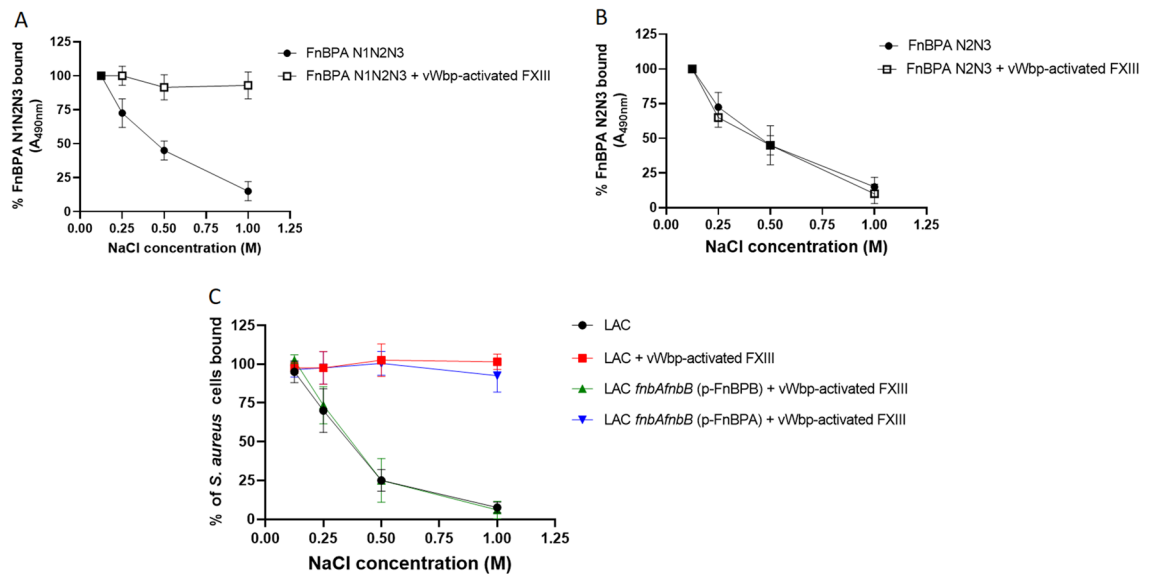 A
% FnBPA N1N2N3 bound
(A490nm)
125
100
75
50
25
0
0.00 0.25 0.50 0.75 1.00 1.25
NaCl concentration (M)
FnBPA N1N2N3
FnBPA N1N2N3 + vWbp-activated FXIII
B
% FnBPA N2N3 bound
(A490nm)
125
100
75
50
25
0
0.00 0.25 0.50 0.75 1.00 1.25
NaCl concentration (M)
FnBPA N2N3
FnBPA N2N3 + vWbp-activated FXIII
C
% of S. aureus cells bound
125
100
75
50
25
0
0.00 0.25 0.50 0.75 1.00 1.25
NaCl concentration (M)
LAC
LAC + vWbp-activated FXIII
LAC fnbAfnbB (p-FnBPB) + vWbp-activated FXIII
LAC fnbAfnbB (p-FnBPA) + vWbp-activated FXIII